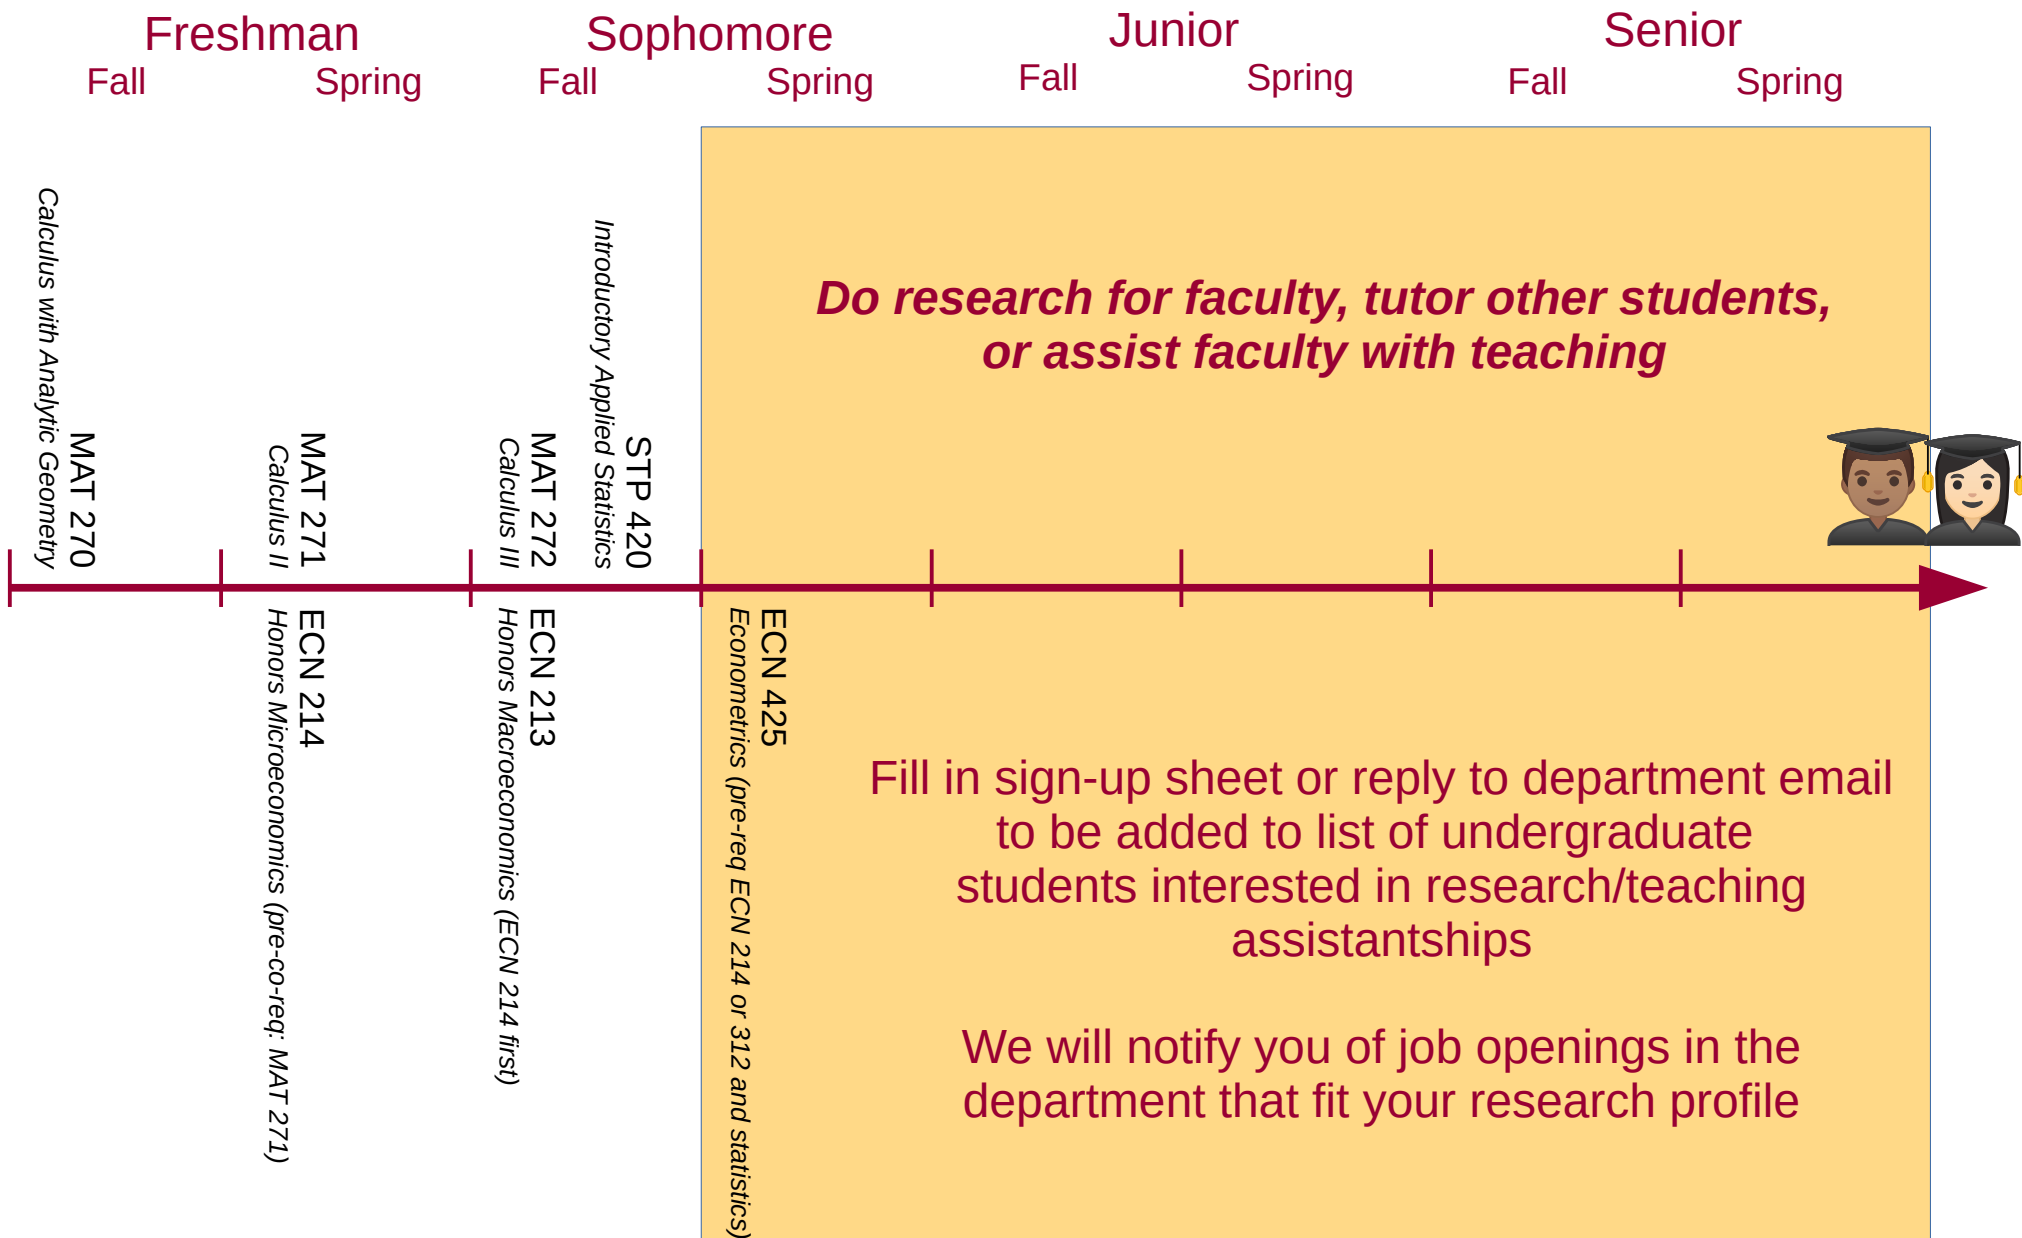 Freshman
Sophomore
Junior
Senior
Fall
Spring
Fall
Spring
Fall
Spring
Fall
Spring
MAT 270
Calculus with Analytic Geometry
MAT 271
Calculus II
MAT 272
Calculus III
STP 420
Introductory Applied Statistics
Do research for faculty, tutor other students,
or assist faculty with teaching
ECN 214
Honors Microeconomics (pre-co-req: MAT 271)
ECN 213
Honors Macroeconomics (ECN 214 first)
ECN 425
Econometrics (pre-req ECN 214 or 312 and statistics)
Fill in sign-up sheet or reply to department email
to be added to list of undergraduate
students interested in research/teaching
assistantships
We will notify you of job openings in the
department that fit your research profile